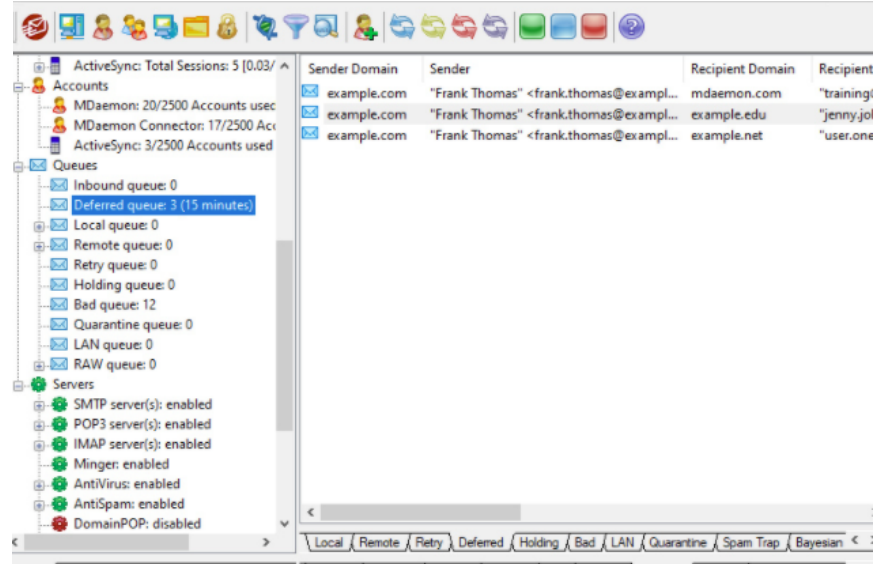 ActiveSync: Total Sessions: 5 [0.03/
Accounts
MDaemon: 20/2500 Accounts usec
MDaemon Connector: 17/2500 Acc
ActiveSync: 3/2500 Accounts used
Queues
Inbound queue: 0
Deferred queue: 3 (15 minutes)
Local queue: 0
Remote queue: 0
Retry queue: 0
Holding queue: 0
Bad queue: 12
Quarantine queue: 0
LAN queue: 0
RAW queue: 0
Servers
SMTP server(s): enabled
POP3 server(s): enabled
IMAP server(s): enabled
Minger: enabled
AntiVirus: enabled
AntiSpam: enabled
DomainPOP: disabled
Sender Domain Sender Recipient Domain Recipient
example.com "Frank Thomas" <frank.thomas@exampl... mdaemon.com "training@
example.com "Frank Thomas" <frank.thomas@exampl... example.edu "jenny.jol
example.com "Frank Thomas" <frank.thomas@exampl... example.net "user.one
Local Remote Retry Deferred Holding Bad LAN Quarantine Spam Trap Bayesian